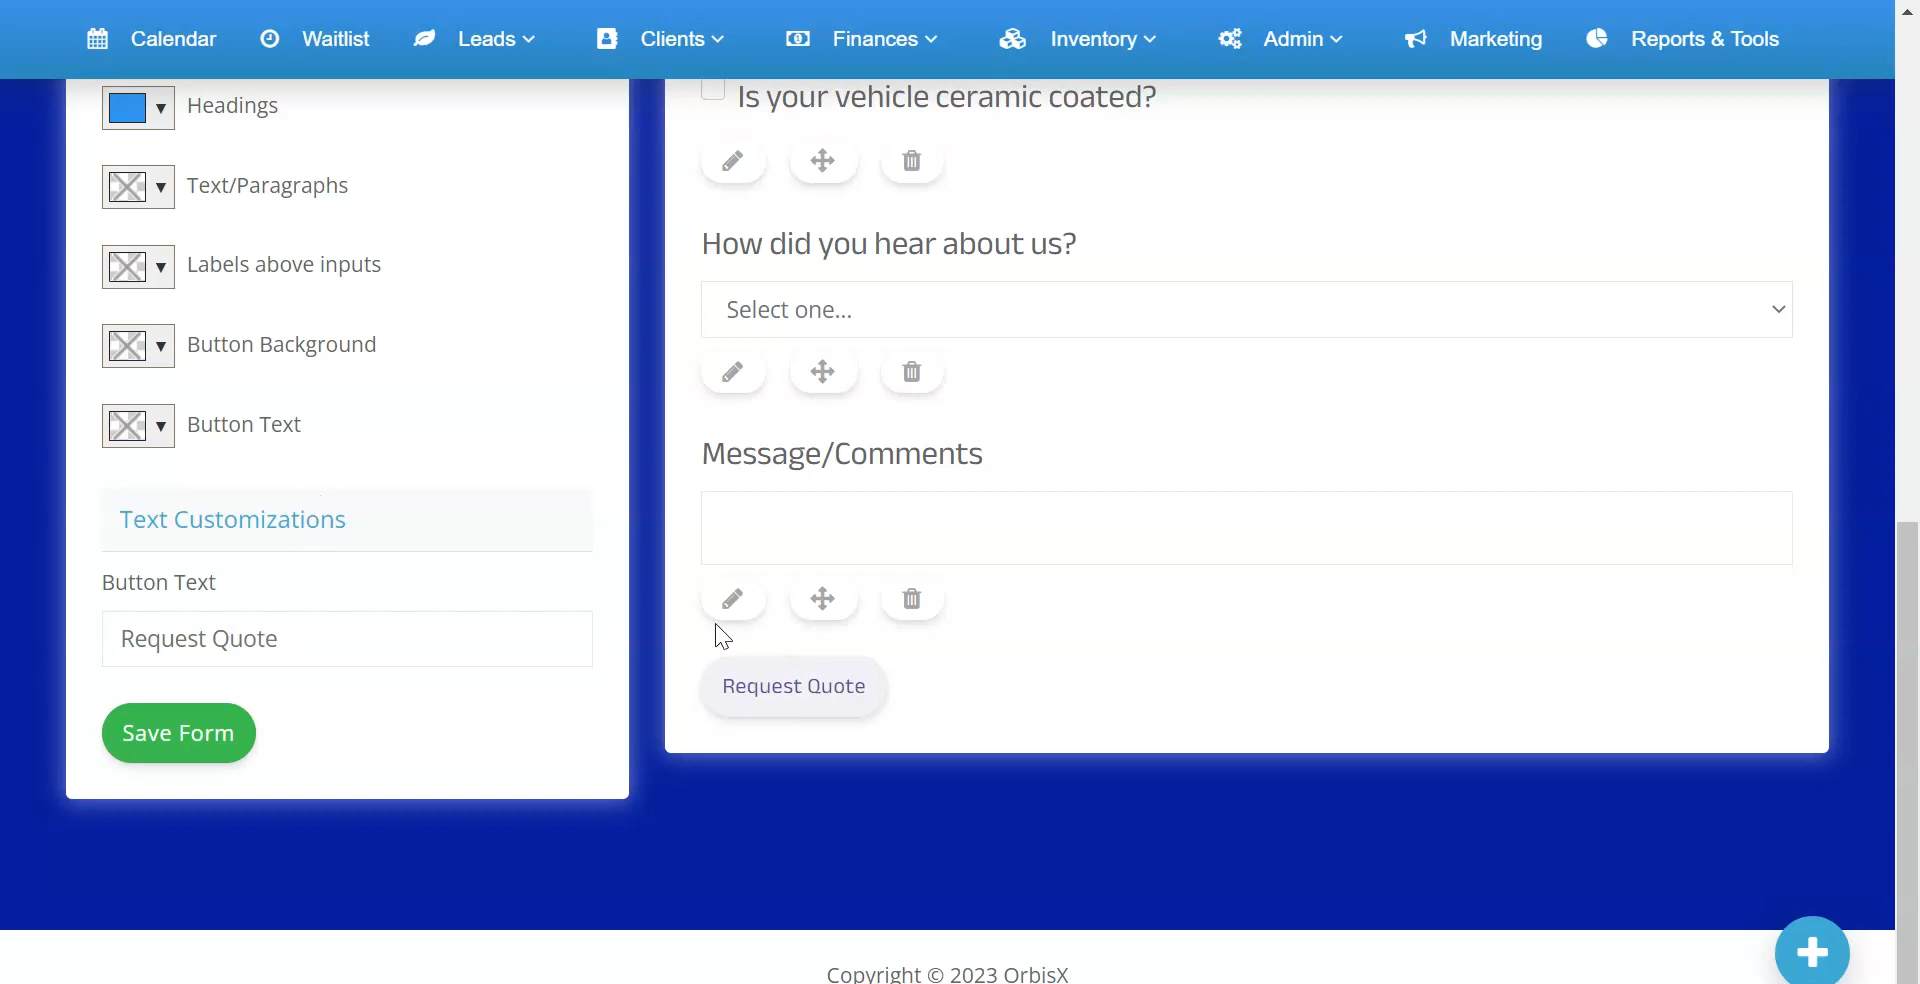 Calendar Waitlist Leads Clients Finances Inventory Admin Marketing Reports & Tools
Headings
Text/Paragraphs
Labels above inputs
Button Background
Button Text
Text Customizations
Button Text
Request Quote
Save Form
Is your vehicle ceramic coated?
How did you hear about us?
Select one...
Message/Comments
Request Quote
Copyright © 2023 OrbisX